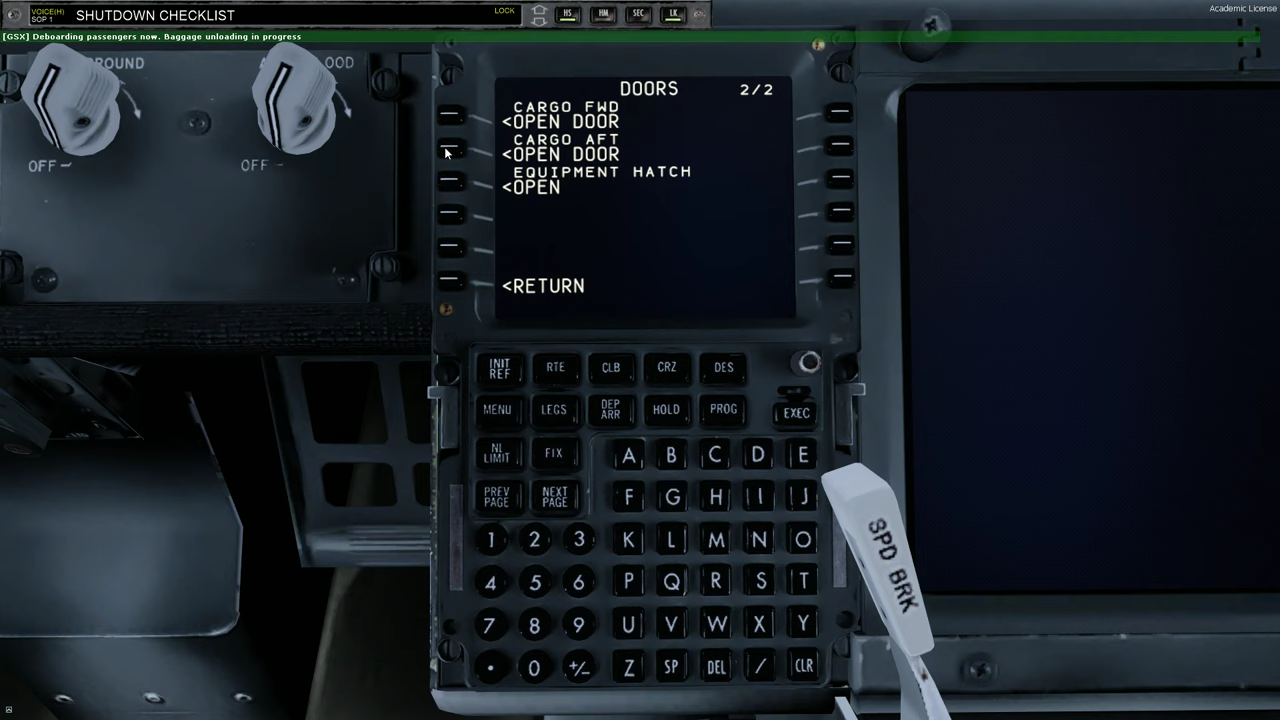 VOICE(H)
SOP 1
SHUTDOWN CHECKLIST
LOCK
HS
HM
SEC
LK
Academic License
[GSX] Deboarding passengers now. Baggage unloading in progress
OOD
OFF
OFF
DOORS 2/2
CARGO FWD
<OPEN DOOR
CARGO AFT
<OPEN DOOR
EQUIPMENT HATCH
<OPEN
<RETURN
INIT REF
RTE
CLB
CRZ
DES
MENU
LEGS
DEP ARR
HOLD
PROG
EXEC
N1 LIMIT
FIX
A B C D E
PREV PAGE
NEXT PAGE
F G H I J
1 2 3
K L M N O
4 5 6
P Q R S T
7 8 9
U V W X Y
. 0 +/-
Z SP DEL / CLR
SPD BRK